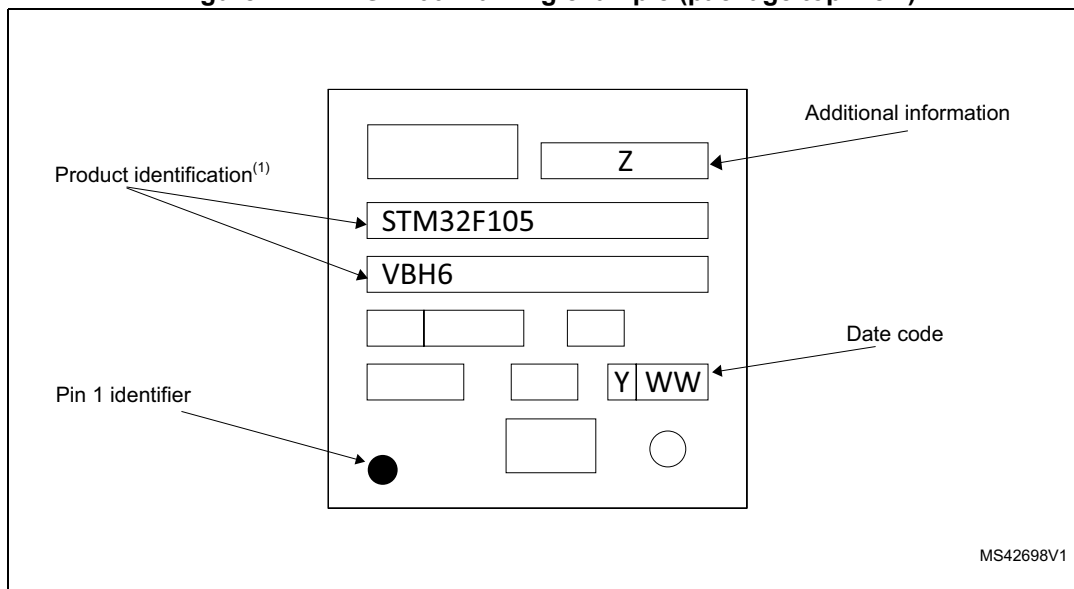 Additional information
Z
Product identification(1)
STM32F105
VBH6
Date code
Y WW
Pin 1 identifier
MS42698V1